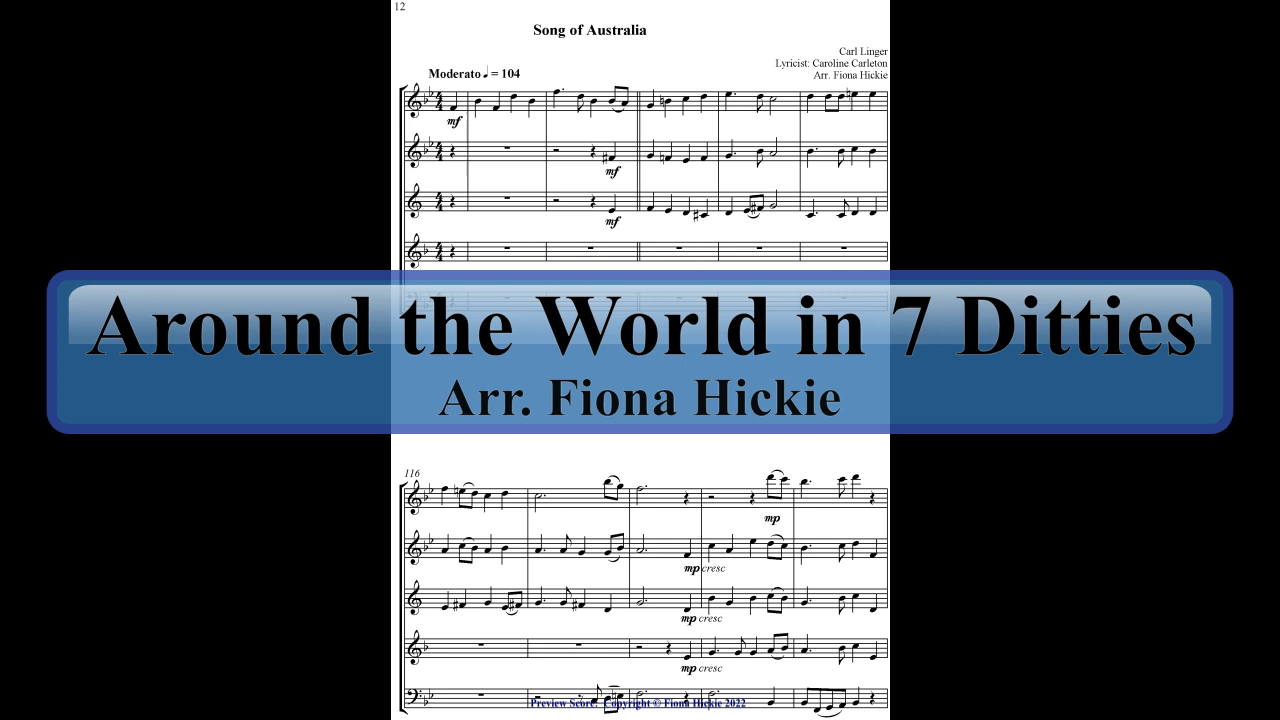 12
Song of Australia
Carl Linger
Lyricist: Caroline Carleton
Moderato ♩ = 104
Arr. Fiona Hickie
mf
mf
mf
Around the World in 7 Ditties
Arr. Fiona Hickie
116
mp
mp cresc
mp cresc
mp cresc
Preview Score. Copyright © Fiona Hickie 2022